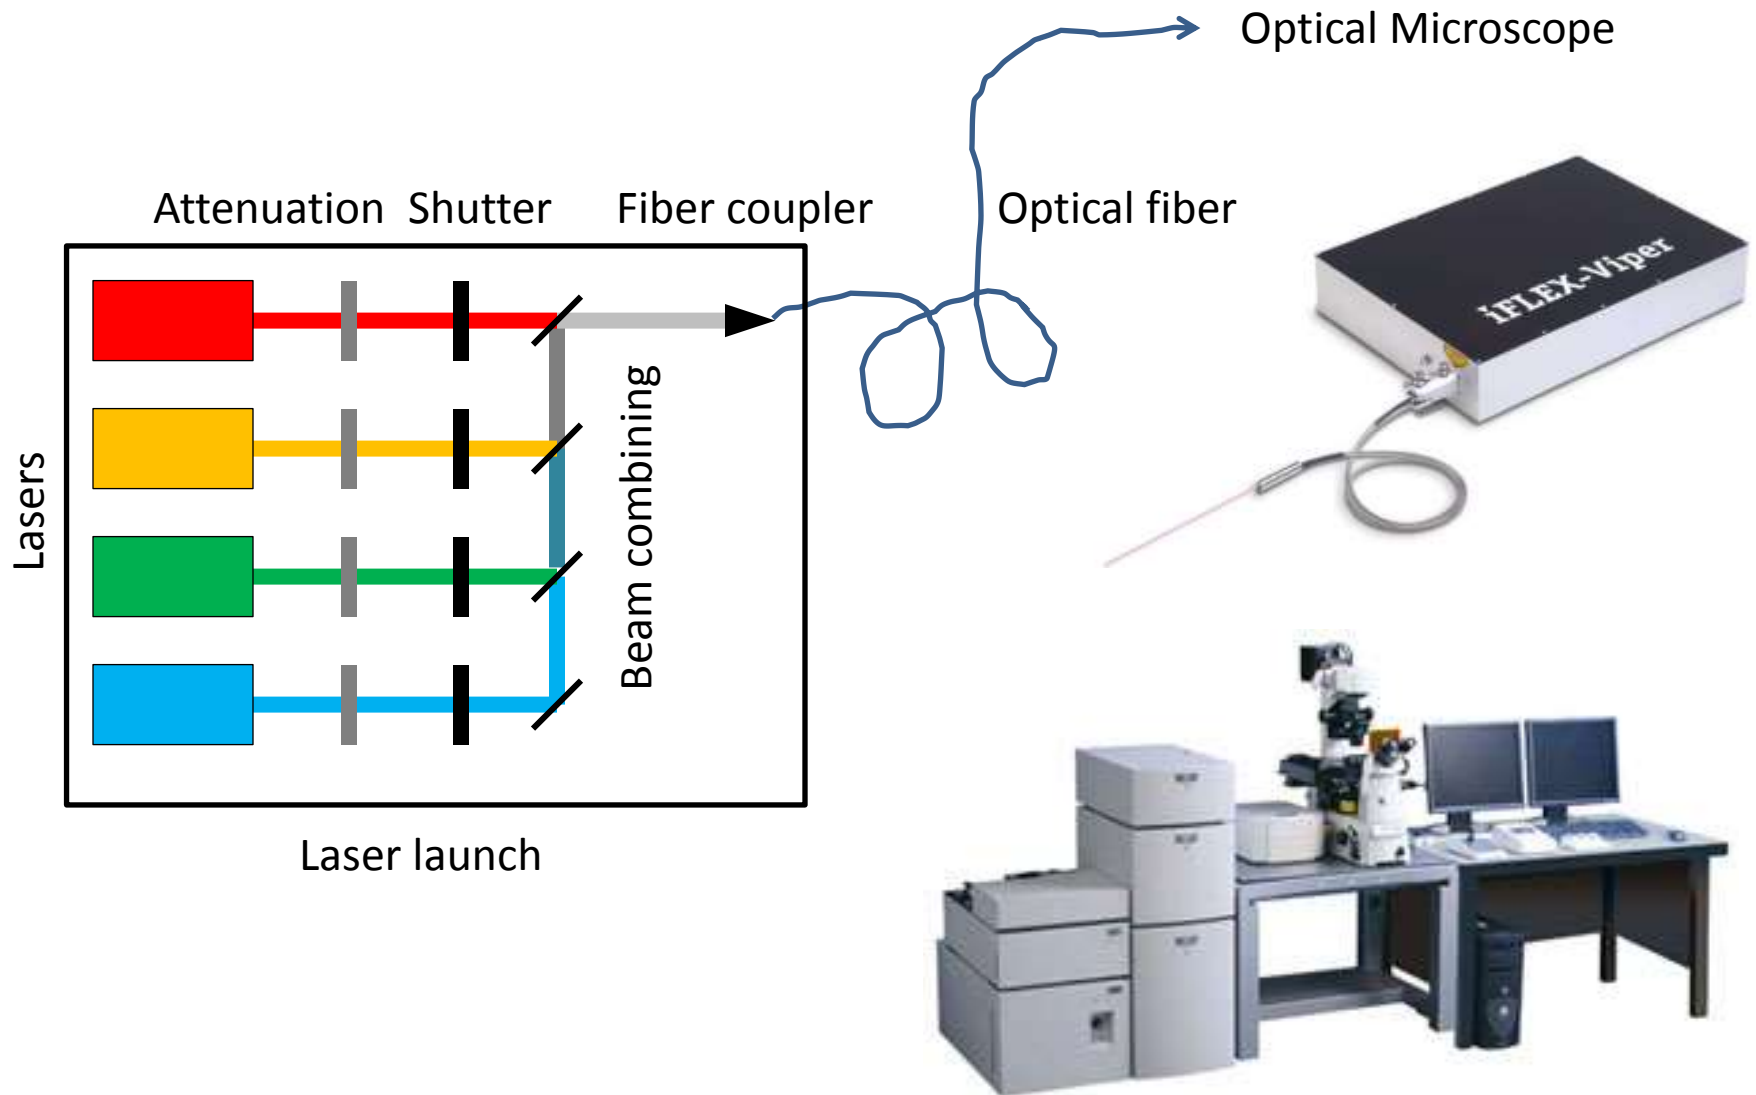 Optical Microscope
Attenuation
Shutter
Fiber coupler
Optical fiber
iFLEX-Viper
Lasers
Beam combining
Laser launch